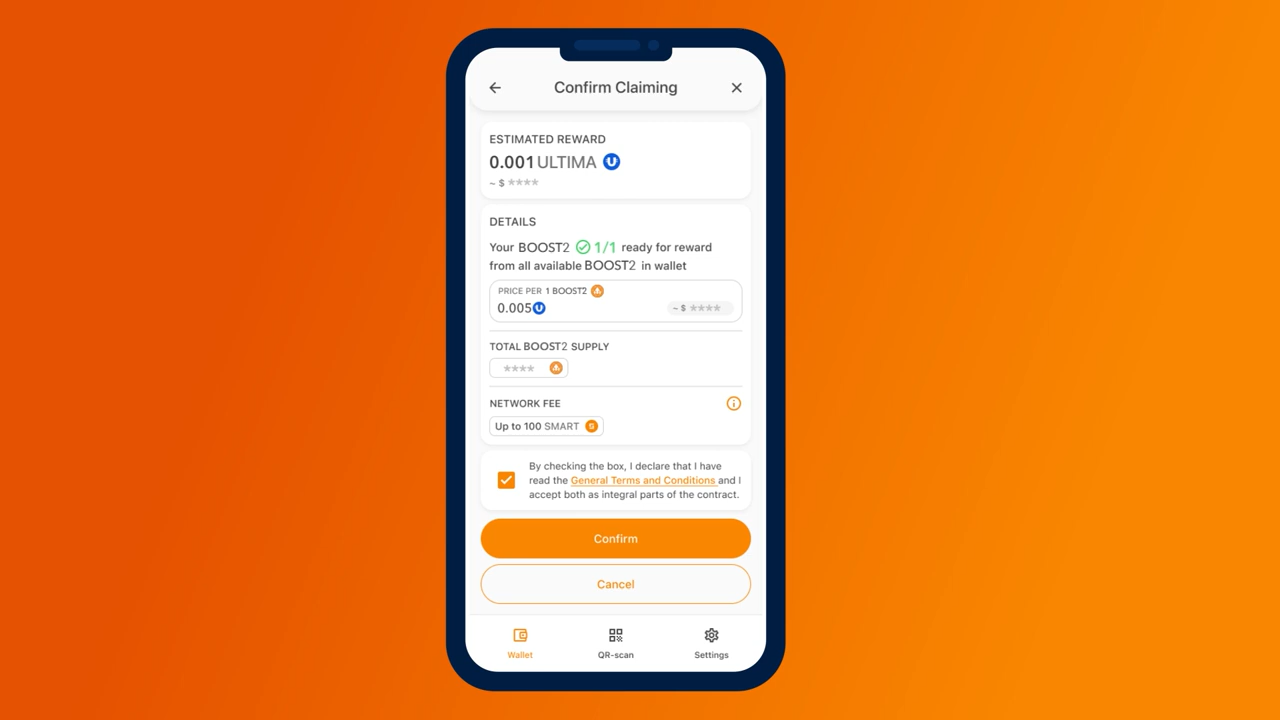 Confirm Claiming
ESTIMATED REWARD
0.001 ULTIMA
~ $ ****
DETAILS
Your BOOST2 1/1 ready for reward
from all available BOOST2 in wallet
PRICE PER 1 BOOST2
0.005
~ $ ****
TOTAL BOOST2 SUPPLY
****
NETWORK FEE
Up to 100 SMART
By checking the box, I declare that I have
read the General Terms and Conditions and I
accept both as integral parts of the contract.
Confirm
Cancel
Wallet
QR-scan
Settings